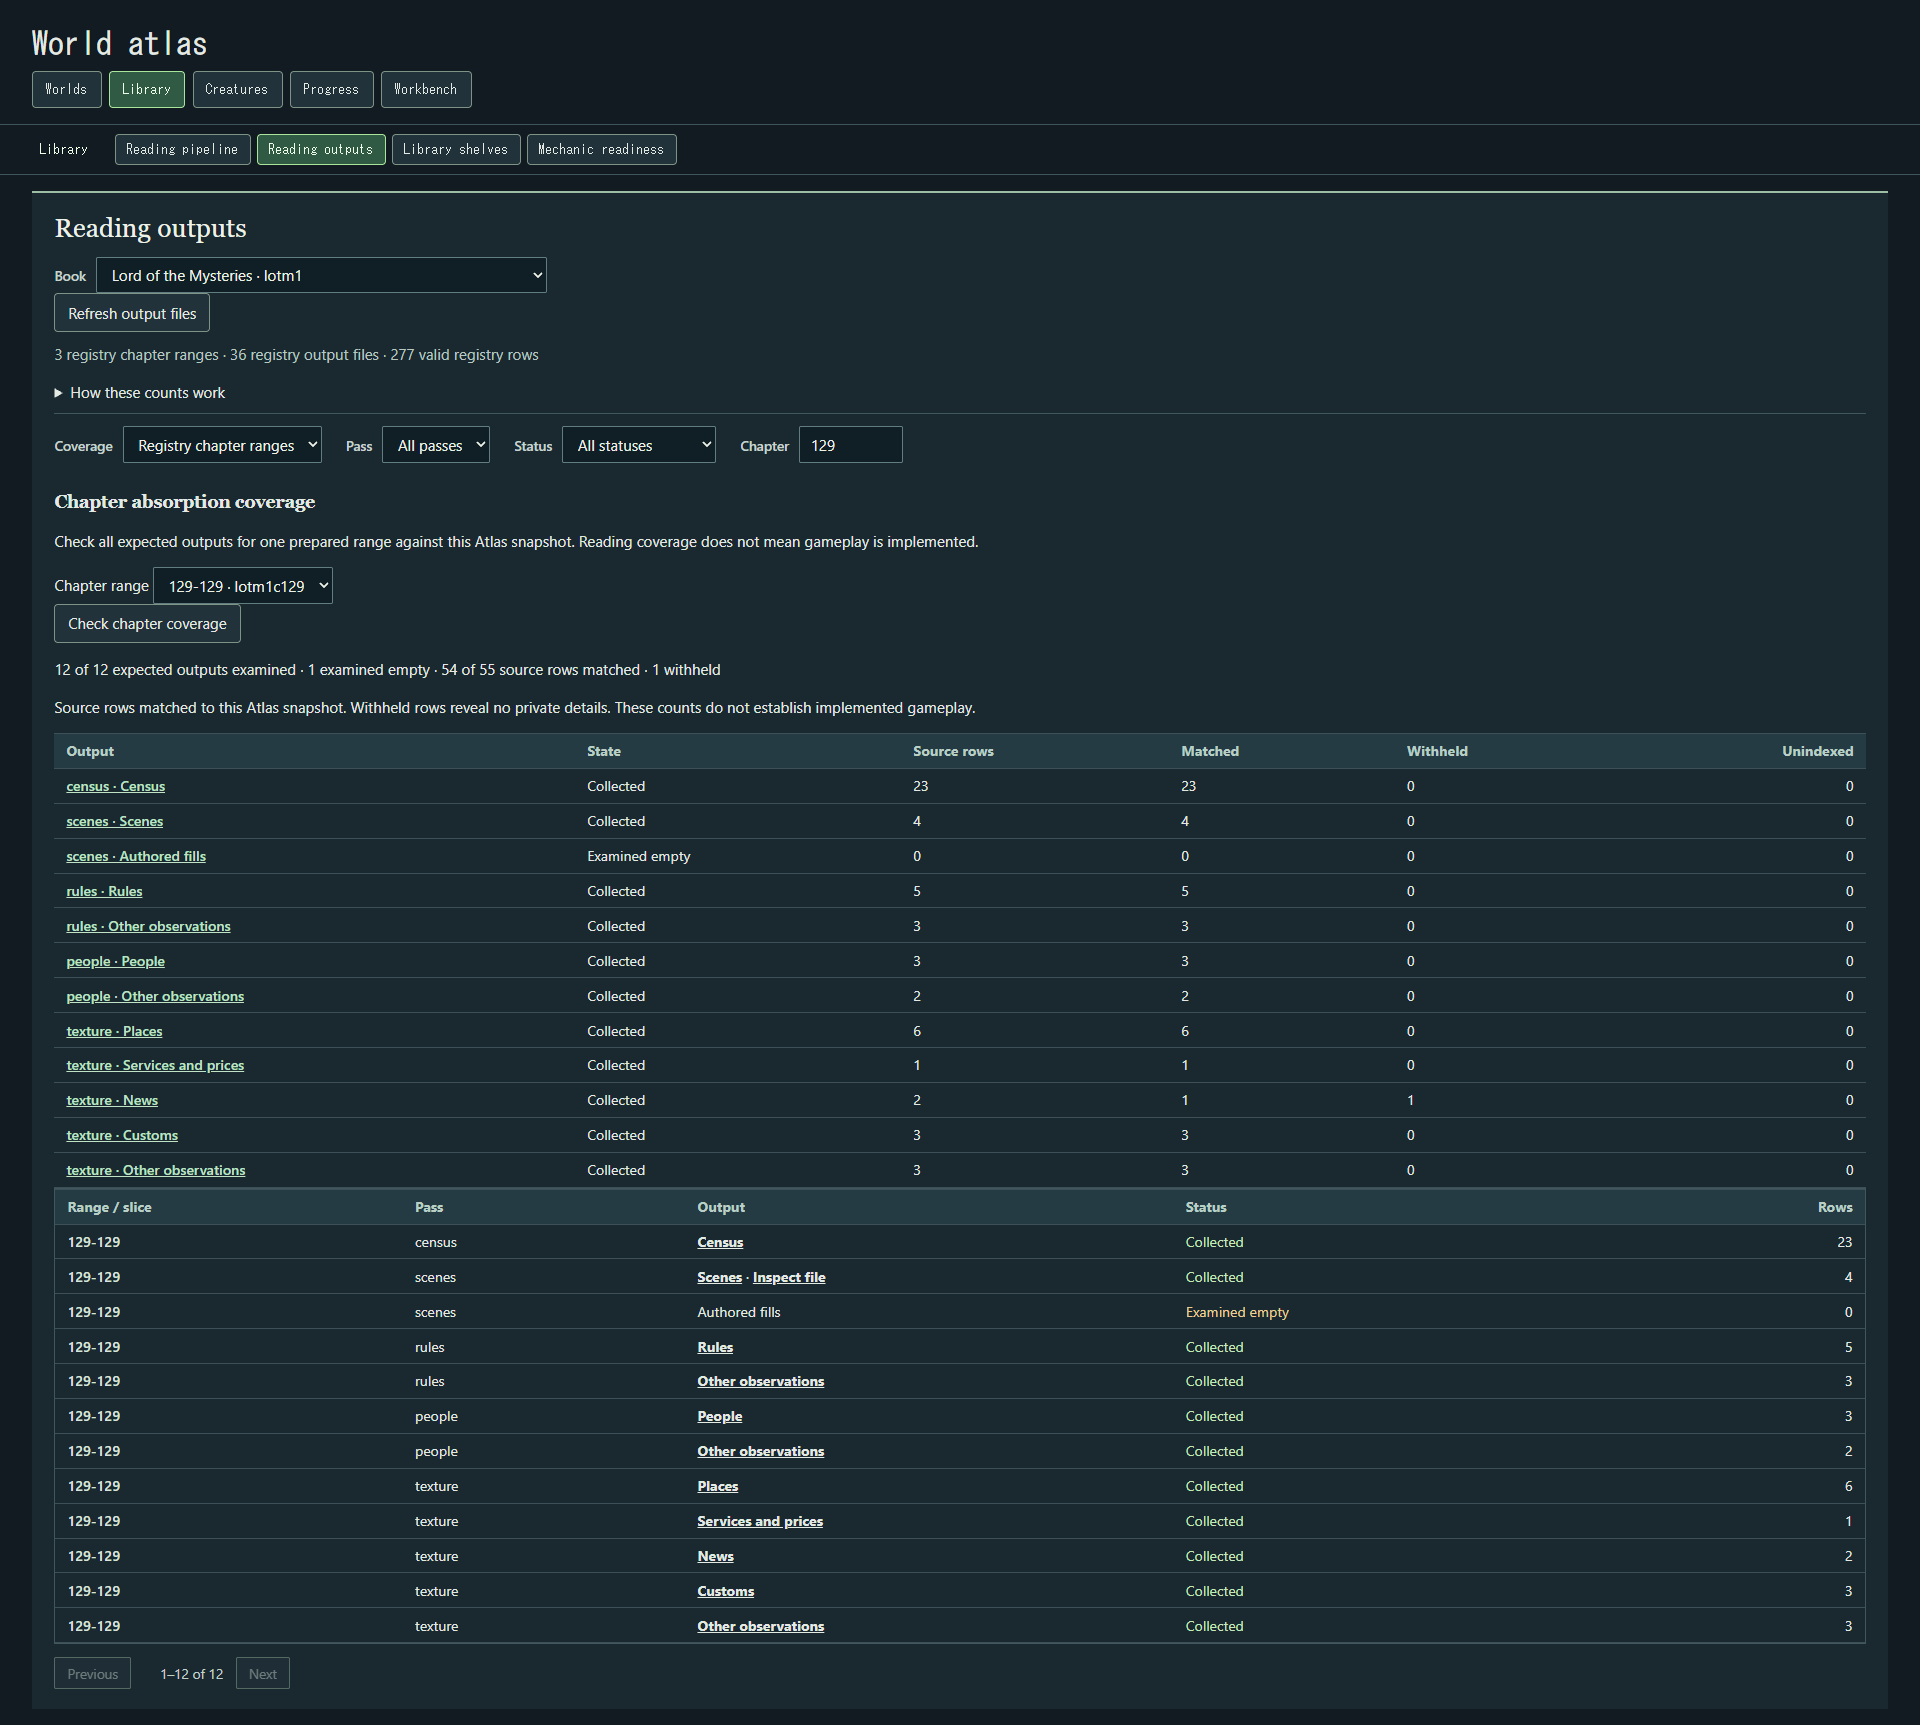 World atlas
Worlds Library Creatures Progress Workbench
Library Reading pipeline Reading outputs Library shelves Mechanic readiness
Reading outputs
Book Lord of the Mysteries · lotm1
Refresh output files
3 registry chapter ranges · 36 registry output files · 277 valid registry rows
▶ How these counts work
Coverage Registry chapter ranges Pass All passes Status All statuses Chapter 129
Chapter absorption coverage
Check all expected outputs for one prepared range against this Atlas snapshot. Reading coverage does not mean gameplay is implemented.
Chapter range 129-129 · lotm1c129
Check chapter coverage
12 of 12 expected outputs examined · 1 examined empty · 54 of 55 source rows matched · 1 withheld
Source rows matched to this Atlas snapshot. Withheld rows reveal no private details. These counts do not establish implemented gameplay.
Output State Source rows Matched Withheld Unindexed
census · Census Collected 23 23 0 0
scenes · Scenes Collected 4 4 0 0
scenes · Authored fills Examined empty 0 0 0 0
rules · Rules Collected 5 5 0 0
rules · Other observations Collected 3 3 0 0
people · People Collected 3 3 0 0
people · Other observations Collected 2 2 0 0
texture · Places Collected 6 6 0 0
texture · Services and prices Collected 1 1 0 0
texture · News Collected 2 1 1 0
texture · Customs Collected 3 3 0 0
texture · Other observations Collected 3 3 0 0
Range / slice Pass Output Status Rows
129-129 census Census Collected 23
129-129 scenes Scenes · Inspect file Collected 4
129-129 scenes Authored fills Examined empty 0
129-129 rules Rules Collected 5
129-129 rules Other observations Collected 3
129-129 people People Collected 3
129-129 people Other observations Collected 2
129-129 texture Places Collected 6
129-129 texture Services and prices Collected 1
129-129 texture News Collected 2
129-129 texture Customs Collected 3
129-129 texture Other observations Collected 3
Previous 1–12 of 12 Next